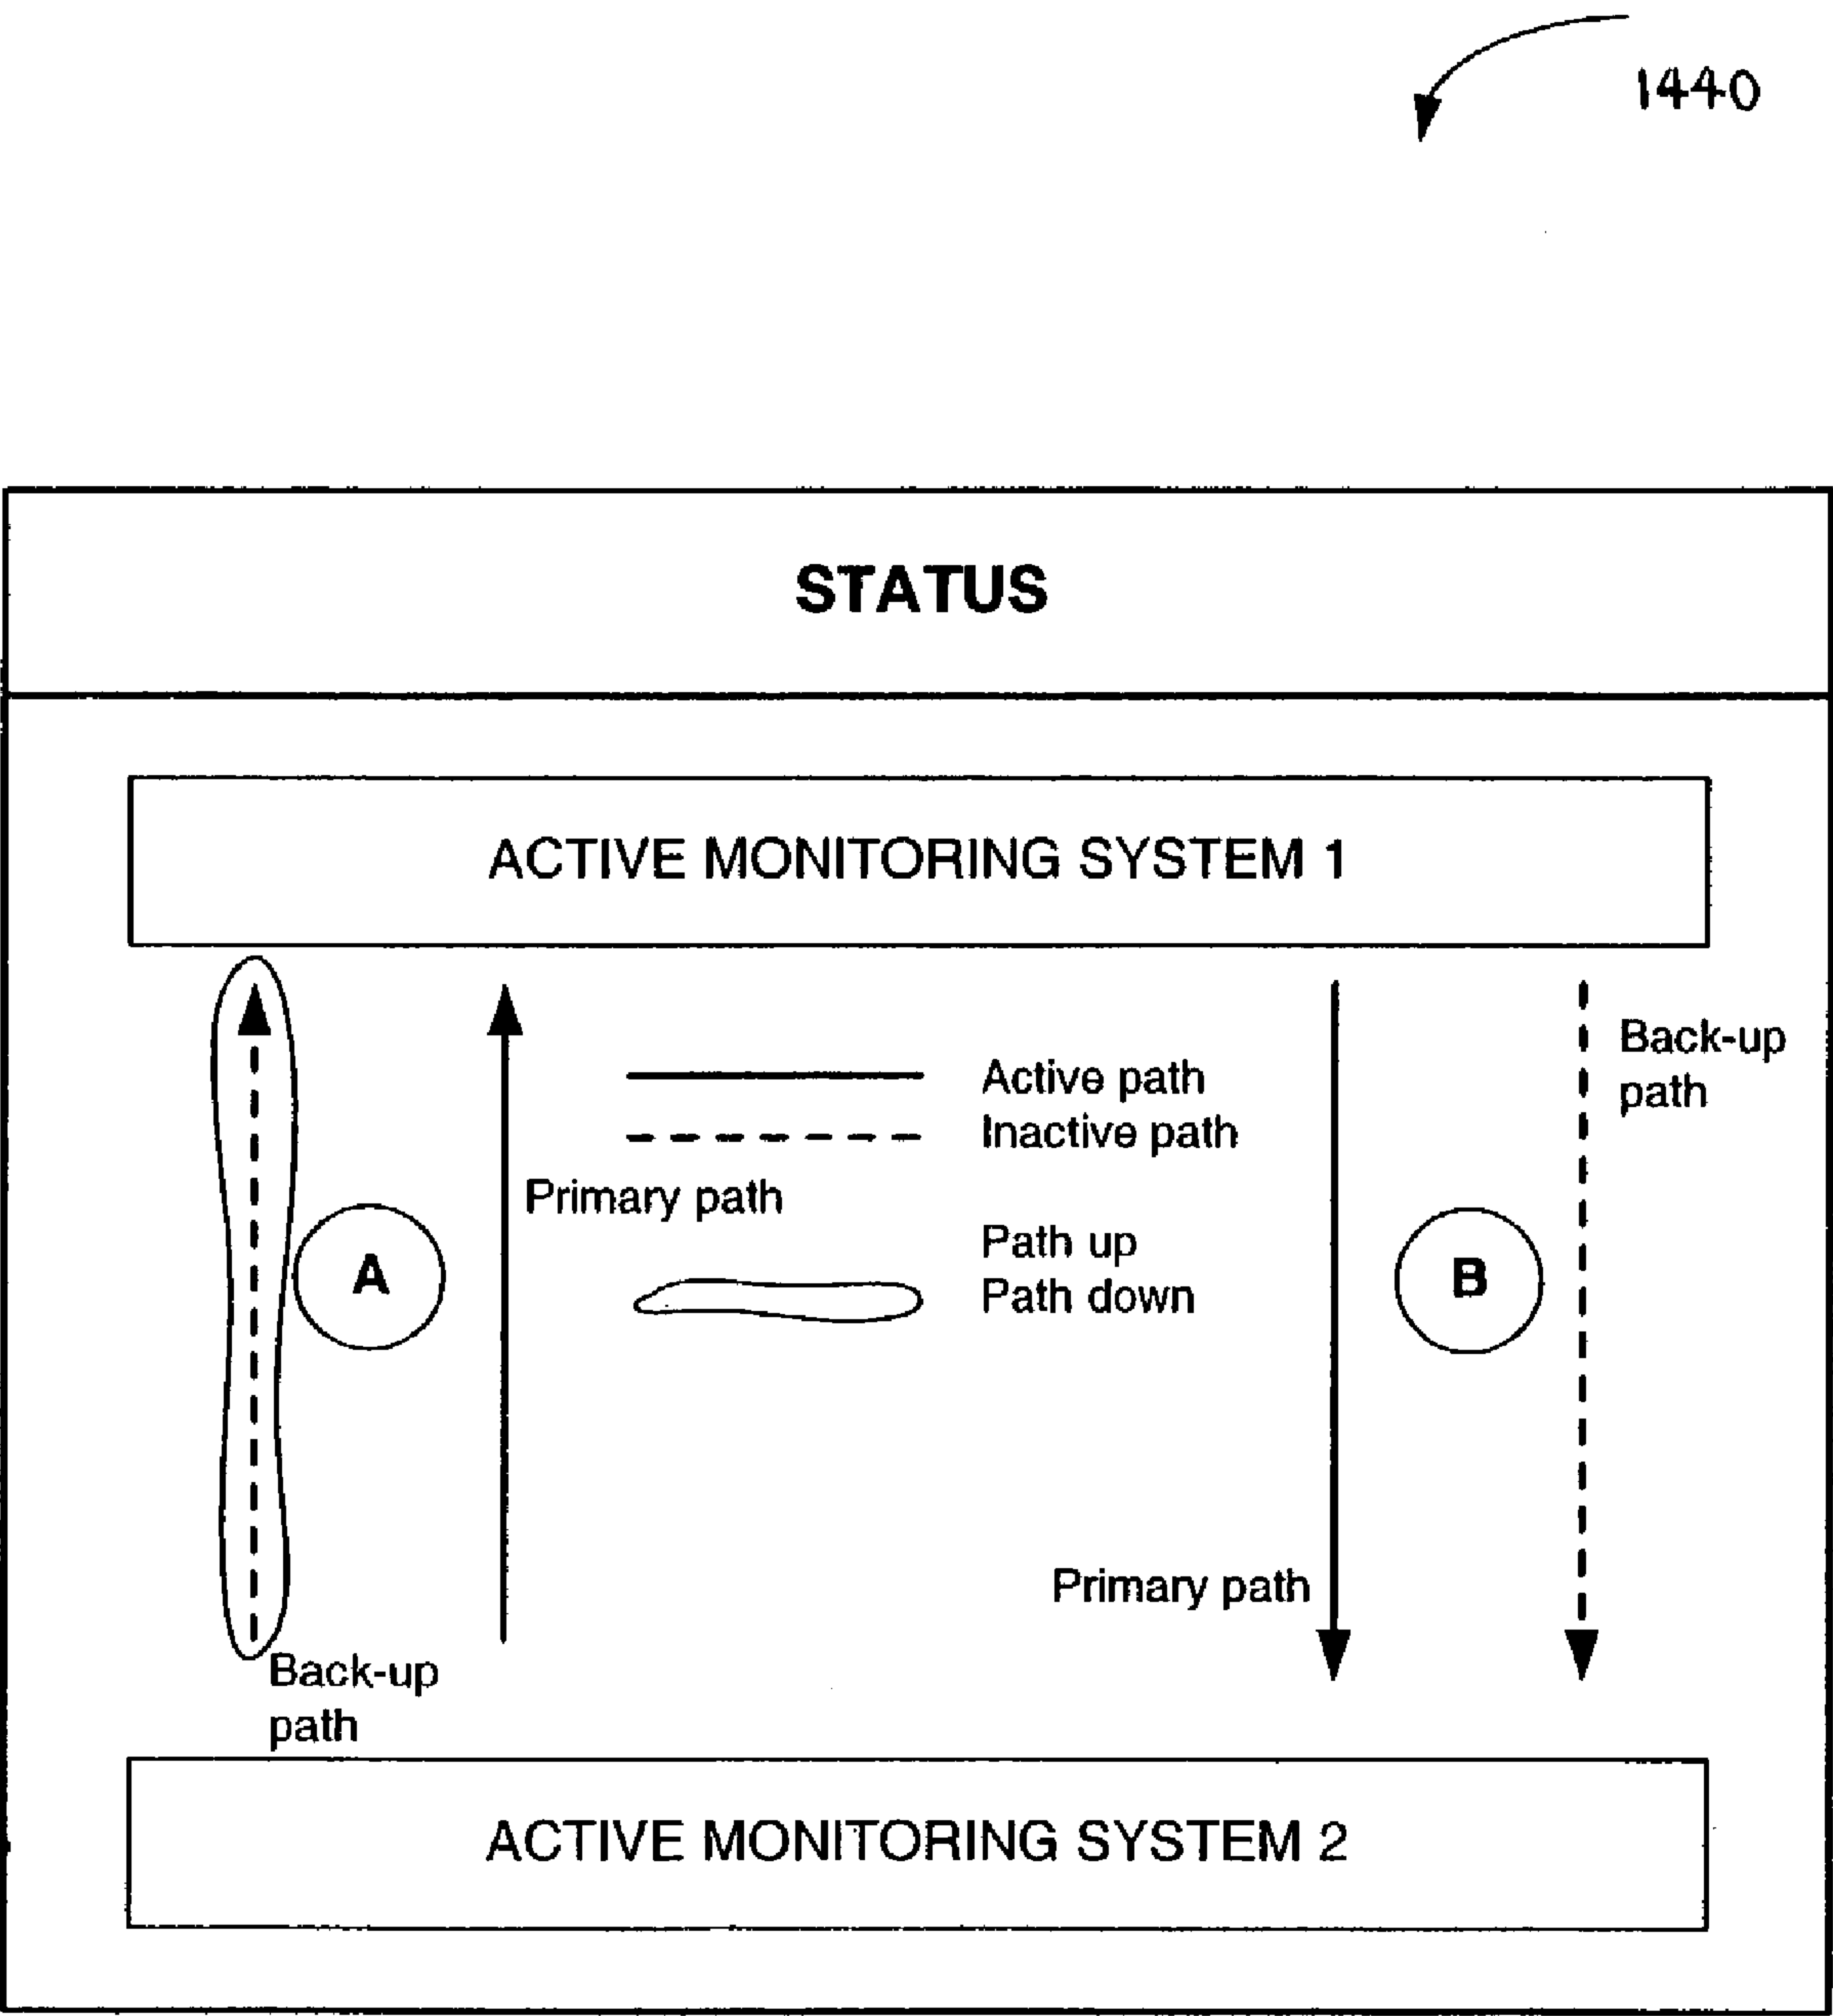 1440
STATUS
ACTIVE MONITORING SYSTEM 1
Back-up
path
Active path
Inactive path
Primary path
Path up
Path down
A
B
Primary path
Back-up
path
ACTIVE MONITORING SYSTEM 2